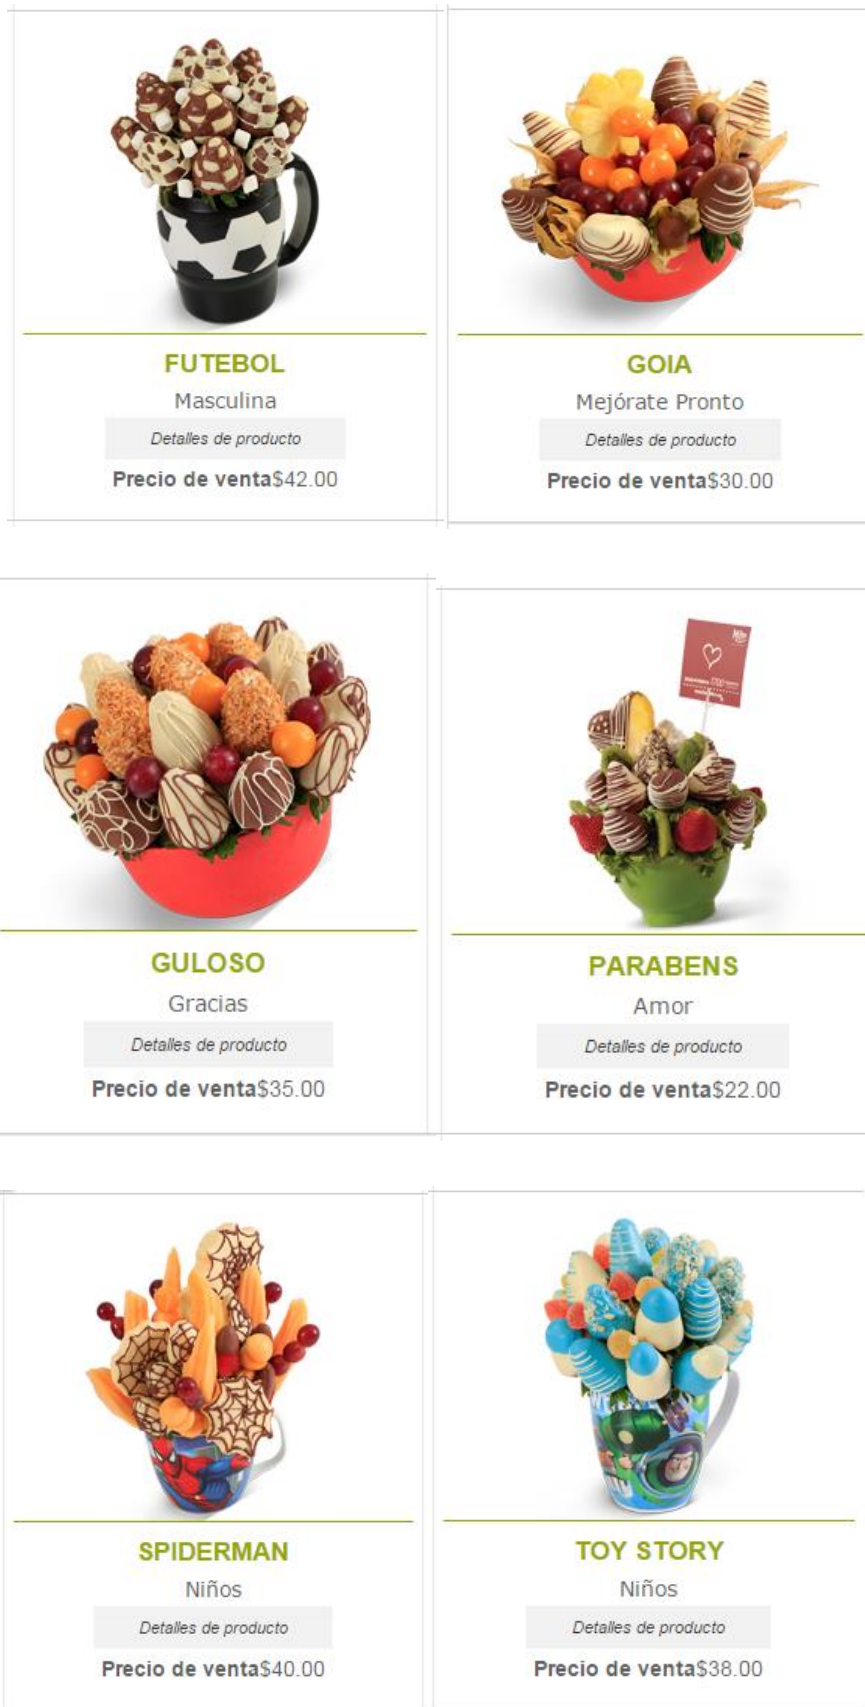 FUTEBOL
Masculina
Detalles de producto
Precio de venta$42.00
GOIA
Mejórate Pronto
Detalles de producto
Precio de venta$30.00
GULOSO
Gracias
Detalles de producto
Precio de venta$35.00
PARABENS
Amor
Detalles de producto
Precio de venta$22.00
SPIDERMAN
Niños
Detalles de producto
Precio de venta$40.00
TOY STORY
Niños
Detalles de producto
Precio de venta$38.00